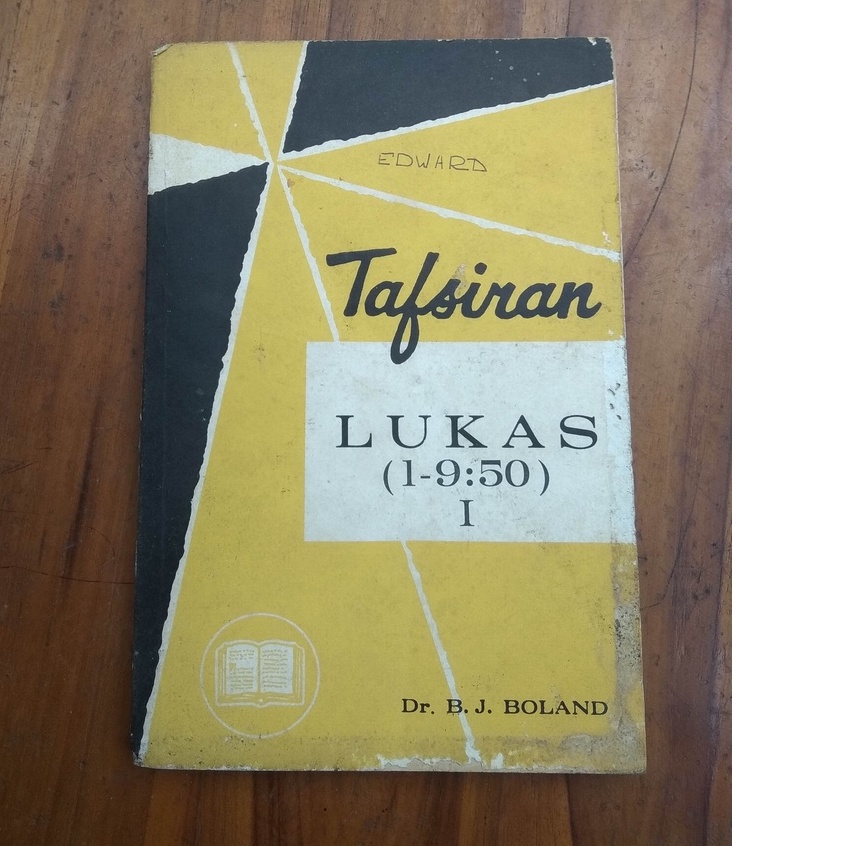 EDWARD
Tafsiran
LUKAS
(1-9:50)
I
Dr. B. J. BOLAND